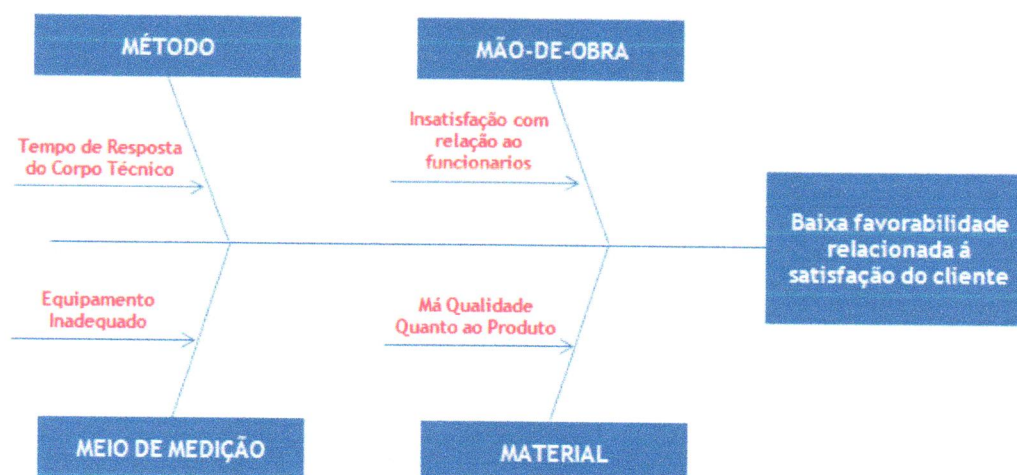 MÉTODO
MÃO-DE-OBRA
Tempo de Resposta
do Corpo Técnico
Insatisfação com
relação ao
funcionarios
Baixa favorabilidade
relacionada á
satisfação do cliente
Equipamento
Inadequado
Má Qualidade
Quanto ao Produto
MEIO DE MEDIÇÃO
MATERIAL